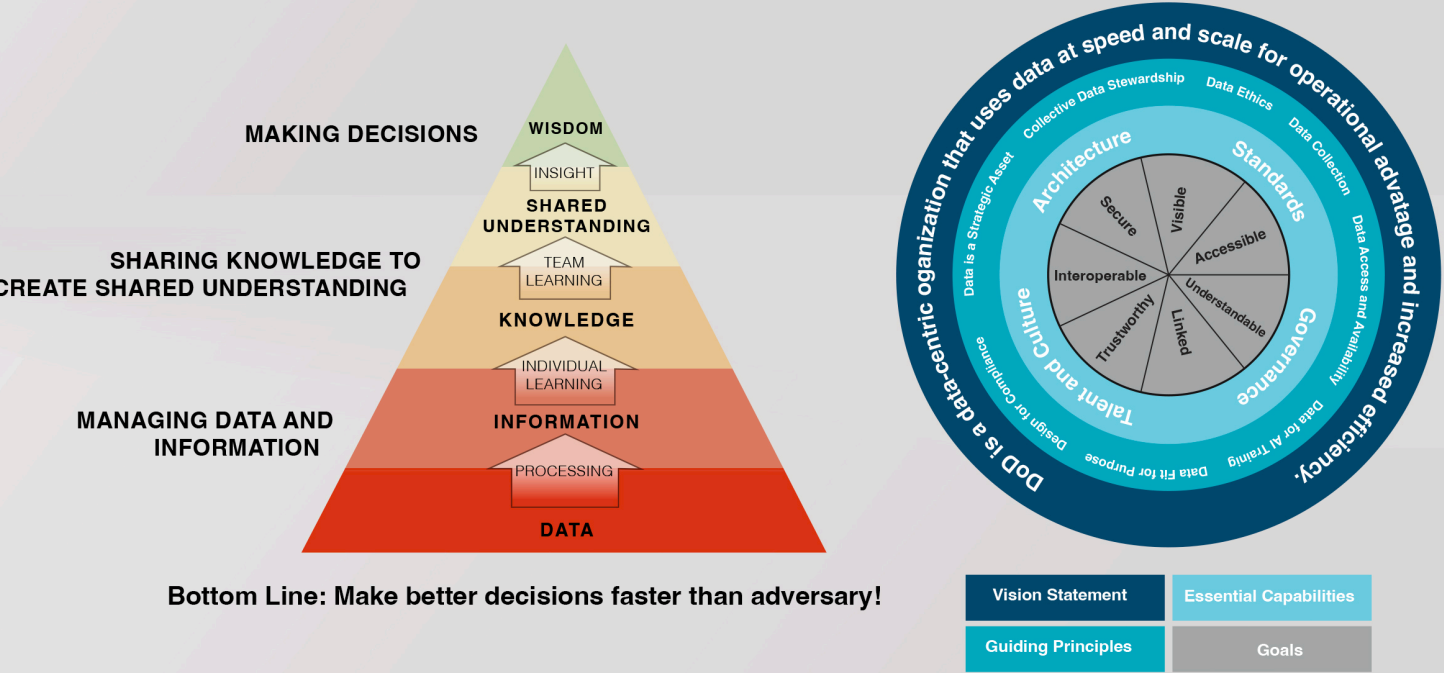 MAKING DECISIONS
SHARING KNOWLEDGE TO
CREATE SHARED UNDERSTANDING
MANAGING DATA AND
INFORMATION
WISDOM
INSIGHT
SHARED
UNDERSTANDING
TEAM
LEARNING
KNOWLEDGE
INDIVIDUAL
LEARNING
INFORMATION
PROCESSING
DATA
Bottom Line: Make better decisions faster than adversary!
DoD is a data-centric oganization that uses data at speed and scale for operational advatage and increased efficiency.
Data is a Strategic Asset
Collective Data Stewardship
Data Ethics
Data Collection
Data Access and Availability
Data for AI Trainig
Data Fit for Purpose
Design for Compliance
Architecture
Standards
Governance
Talent and Culture
Visible
Accessible
Understandable
Linked
Trustworthy
Interoperable
Secure
Vision Statement
Essential Capabilities
Guiding Principles
Goals